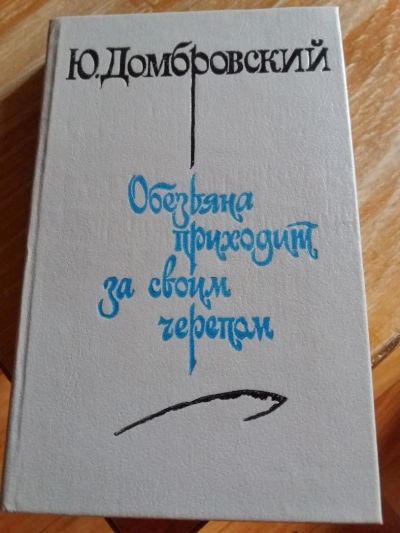 Ю. Домбровский
Обезьяна
приходит
за своим
черепом